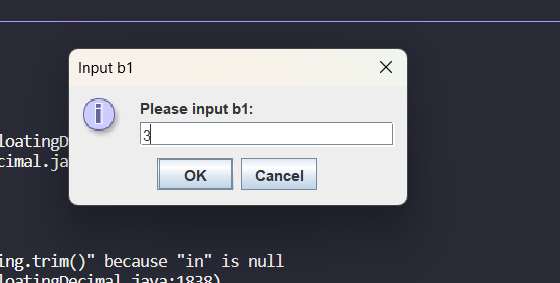 Input b1
Please input b1:
loatingD
3
cimal.ja
OK Cancel
ing.trim()" because "in" is null
loatingDecimal.java:1838)